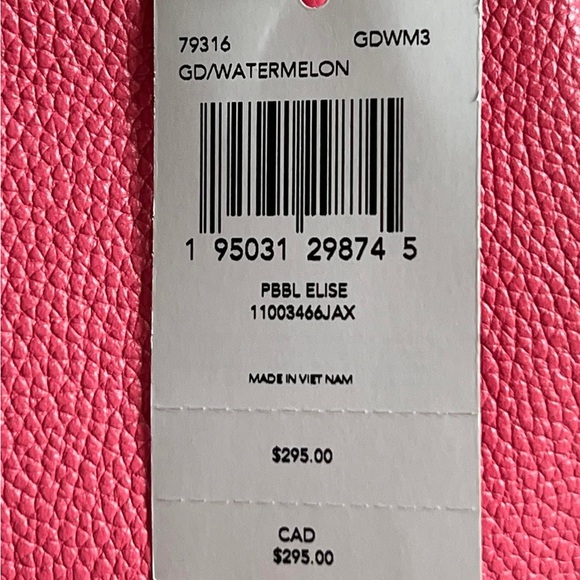 79316 GDWM3
GD/WATERMELON
1 95031 29874 5
PBBL ELISE
11003466JAX
MADE IN VIET NAM
$295.00
CAD
$295.00